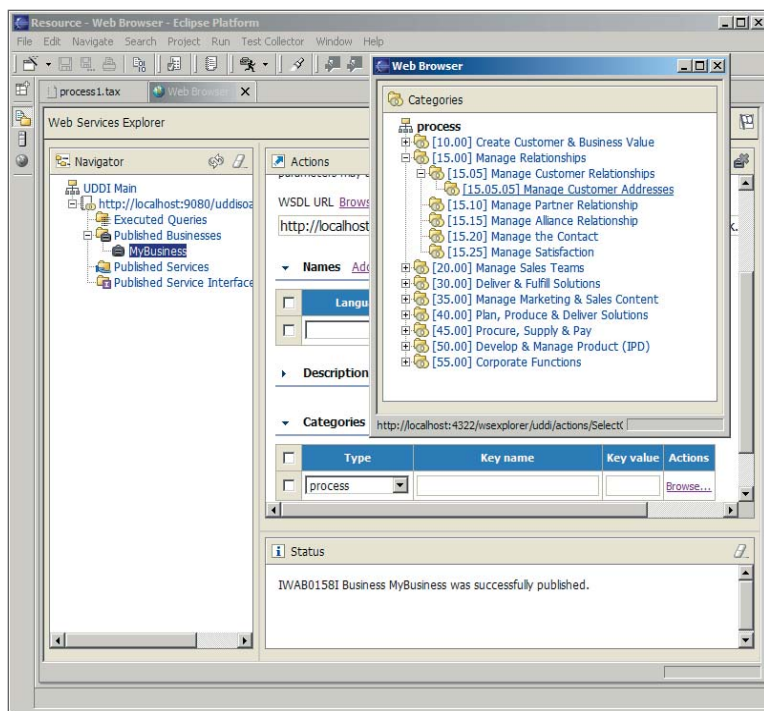 Resource - Web Browser - Eclipse Platform
File Edit Navigate Search Project Run Test Collector Window Help
process1.tax
Web Browser
Web Services Explorer
Navigator
UDDI Main
http://localhost:9080/uddisoa
Executed Queries
Published Businesses
MyBusiness
Published Services
Published Service Interface
Actions
WSDL URL Brows
http://localhost
Names Add
Langua
Description
Categories
Type Key name Key value Actions
process Browse...
Status
IWAB0158I Business MyBusiness was successfully published.
Web Browser
Categories
process
[10.00] Create Customer & Business Value
[15.00] Manage Relationships
[15.05] Manage Customer Relationships
[15.05.05] Manage Customer Addresses
[15.10] Manage Partner Relationship
[15.15] Manage Alliance Relationship
[15.20] Manage the Contact
[15.25] Manage Satisfaction
[20.00] Manage Sales Teams
[30.00] Deliver & Fulfill Solutions
[35.00] Manage Marketing & Sales Content
[40.00] Plan, Produce & Deliver Solutions
[45.00] Procure, Supply & Pay
[50.00] Develop & Manage Product (IPD)
[55.00] Corporate Functions
http://localhost:4322/wsexplorer/uddi/actions/Select